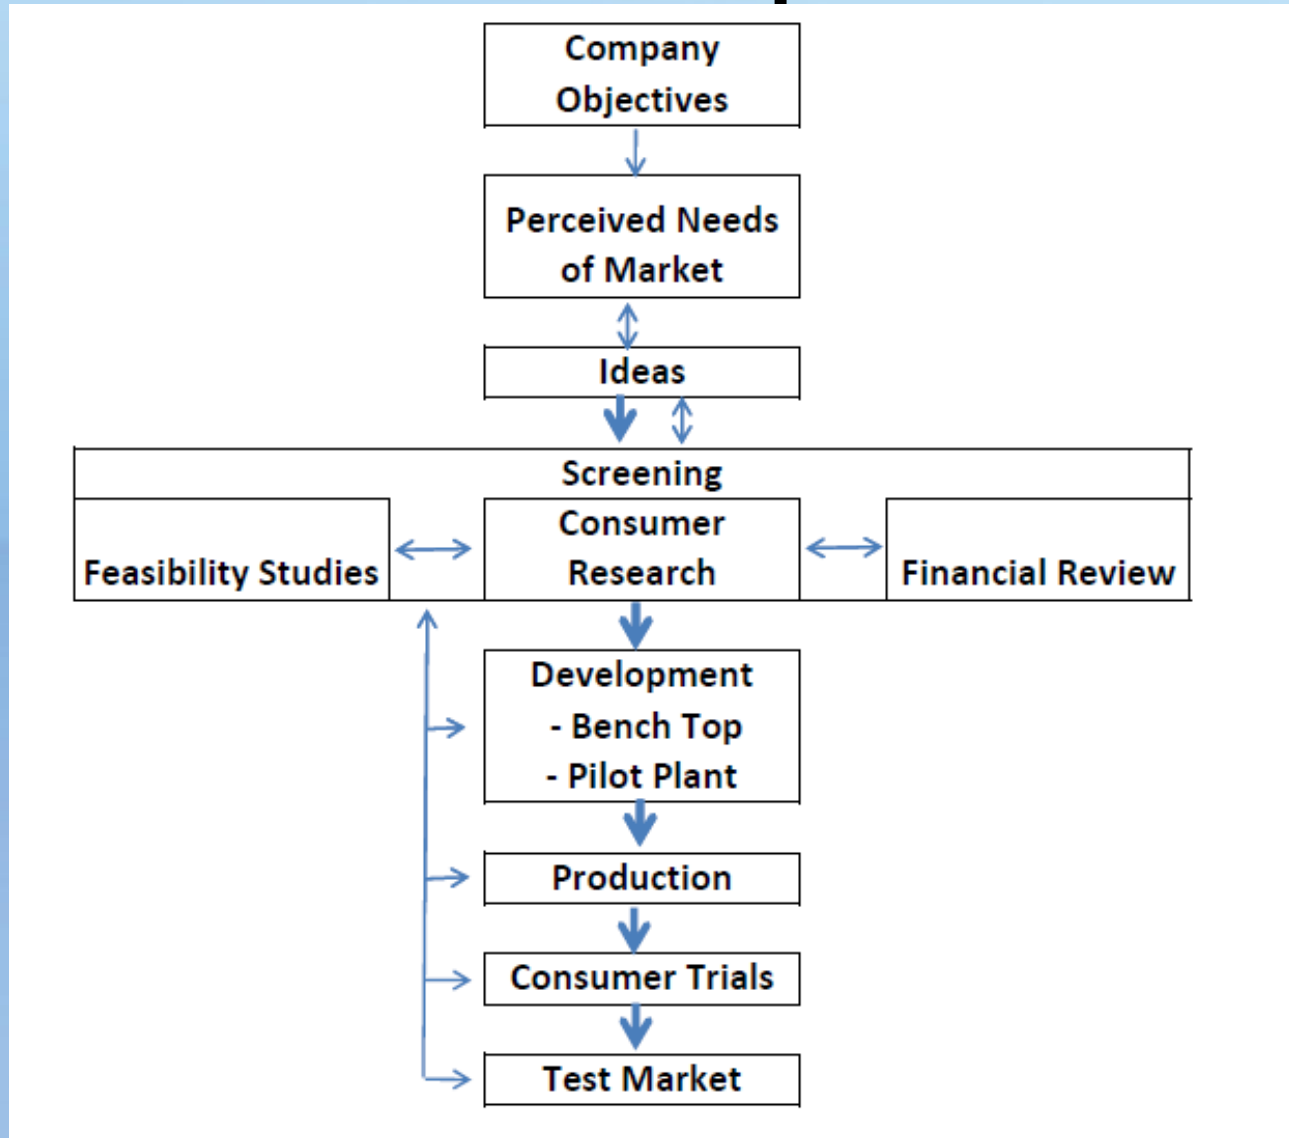 Company
Objectives
Perceived Needs
of Market
Ideas
Screening
Feasibility Studies
Consumer
Research
Financial Review
Development
- Bench Top
- Pilot Plant
Production
Consumer Trials
Test Market